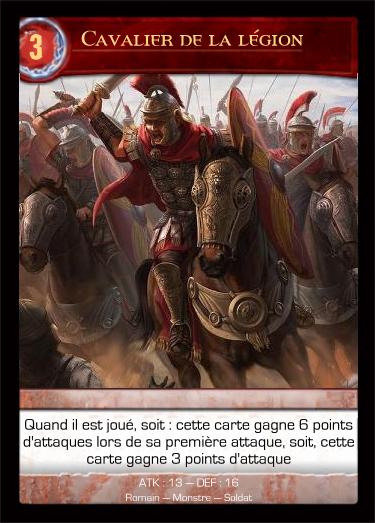 3
Cavalier de la légion
Quand il est joué, soit : cette carte gagne 6 points
d'attaques lors de sa première attaque, soit, cette
carte gagne 3 points d'attaque
ATK : 13 — DEF : 16
Romain — Monstre — Soldat